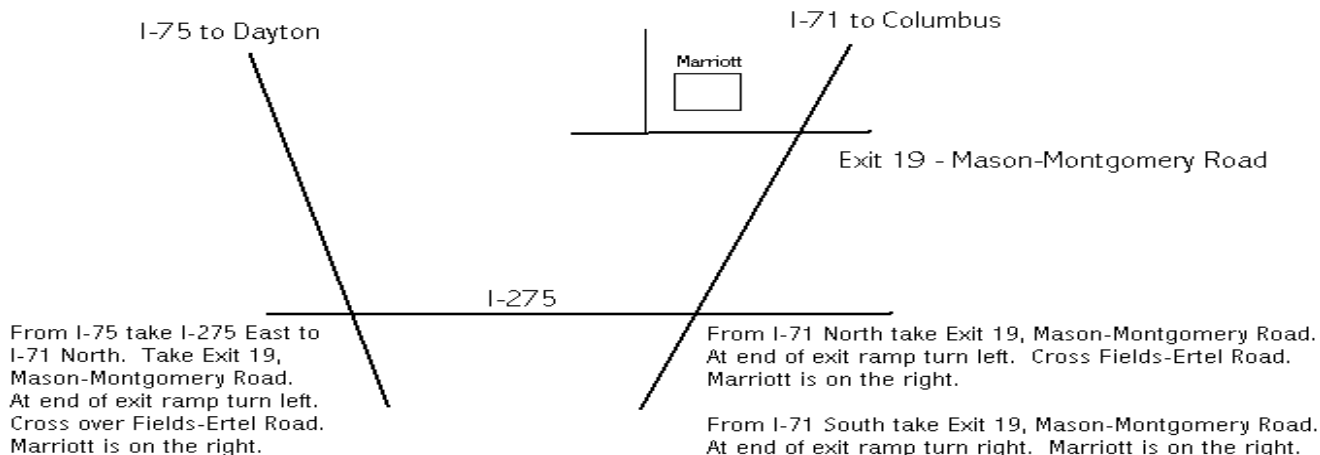 I-75 to Dayton
I-71 to Columbus
Marriott
Exit 19 - Mason-Montgomery Road
I-275
From I-75 take I-275 East to
I-71 North. Take Exit 19,
Mason-Montgomery Road.
At end of exit ramp turn left.
Cross over Fields-Ertel Road.
Marriott is on the right.
From I-71 North take Exit 19, Mason-Montgomery Road.
At end of exit ramp turn left. Cross Fields-Ertel Road.
Marriott is on the right.
From I-71 South take Exit 19, Mason-Montgomery Road.
At end of exit ramp turn right. Marriott is on the right.